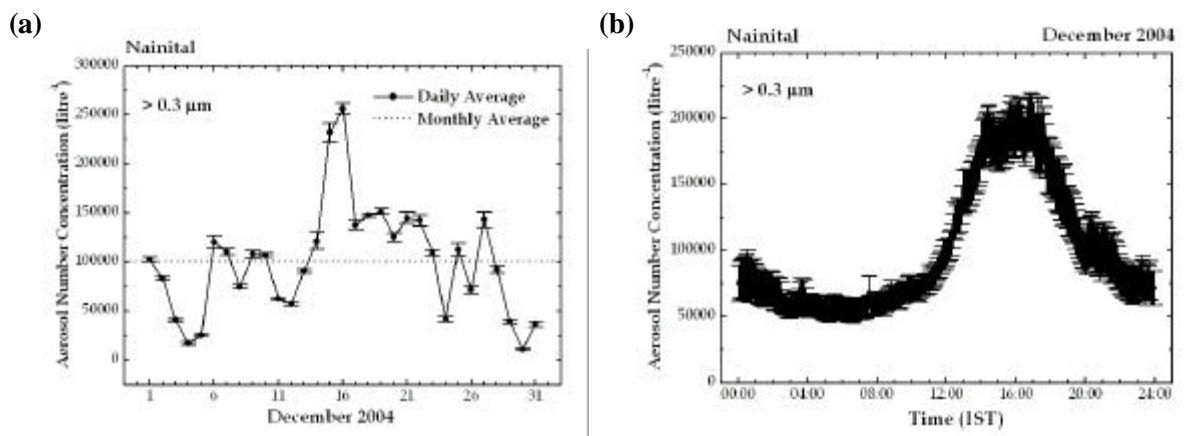 (a)
Nainital
> 0.3 µm
Daily Average
Monthly Average
Aerosol Number Concentration (litre⁻¹)
300000
250000
200000
150000
100000
50000
0
1 6 11 16 21 26 31
December 2004
(b)
Nainital December 2004
> 0.3 µm
Aerosol Number Concentration (litre⁻¹)
250000
200000
150000
100000
50000
0
00:00 04:00 08:00 12:00 16:00 20:00 24:00
Time (IST)